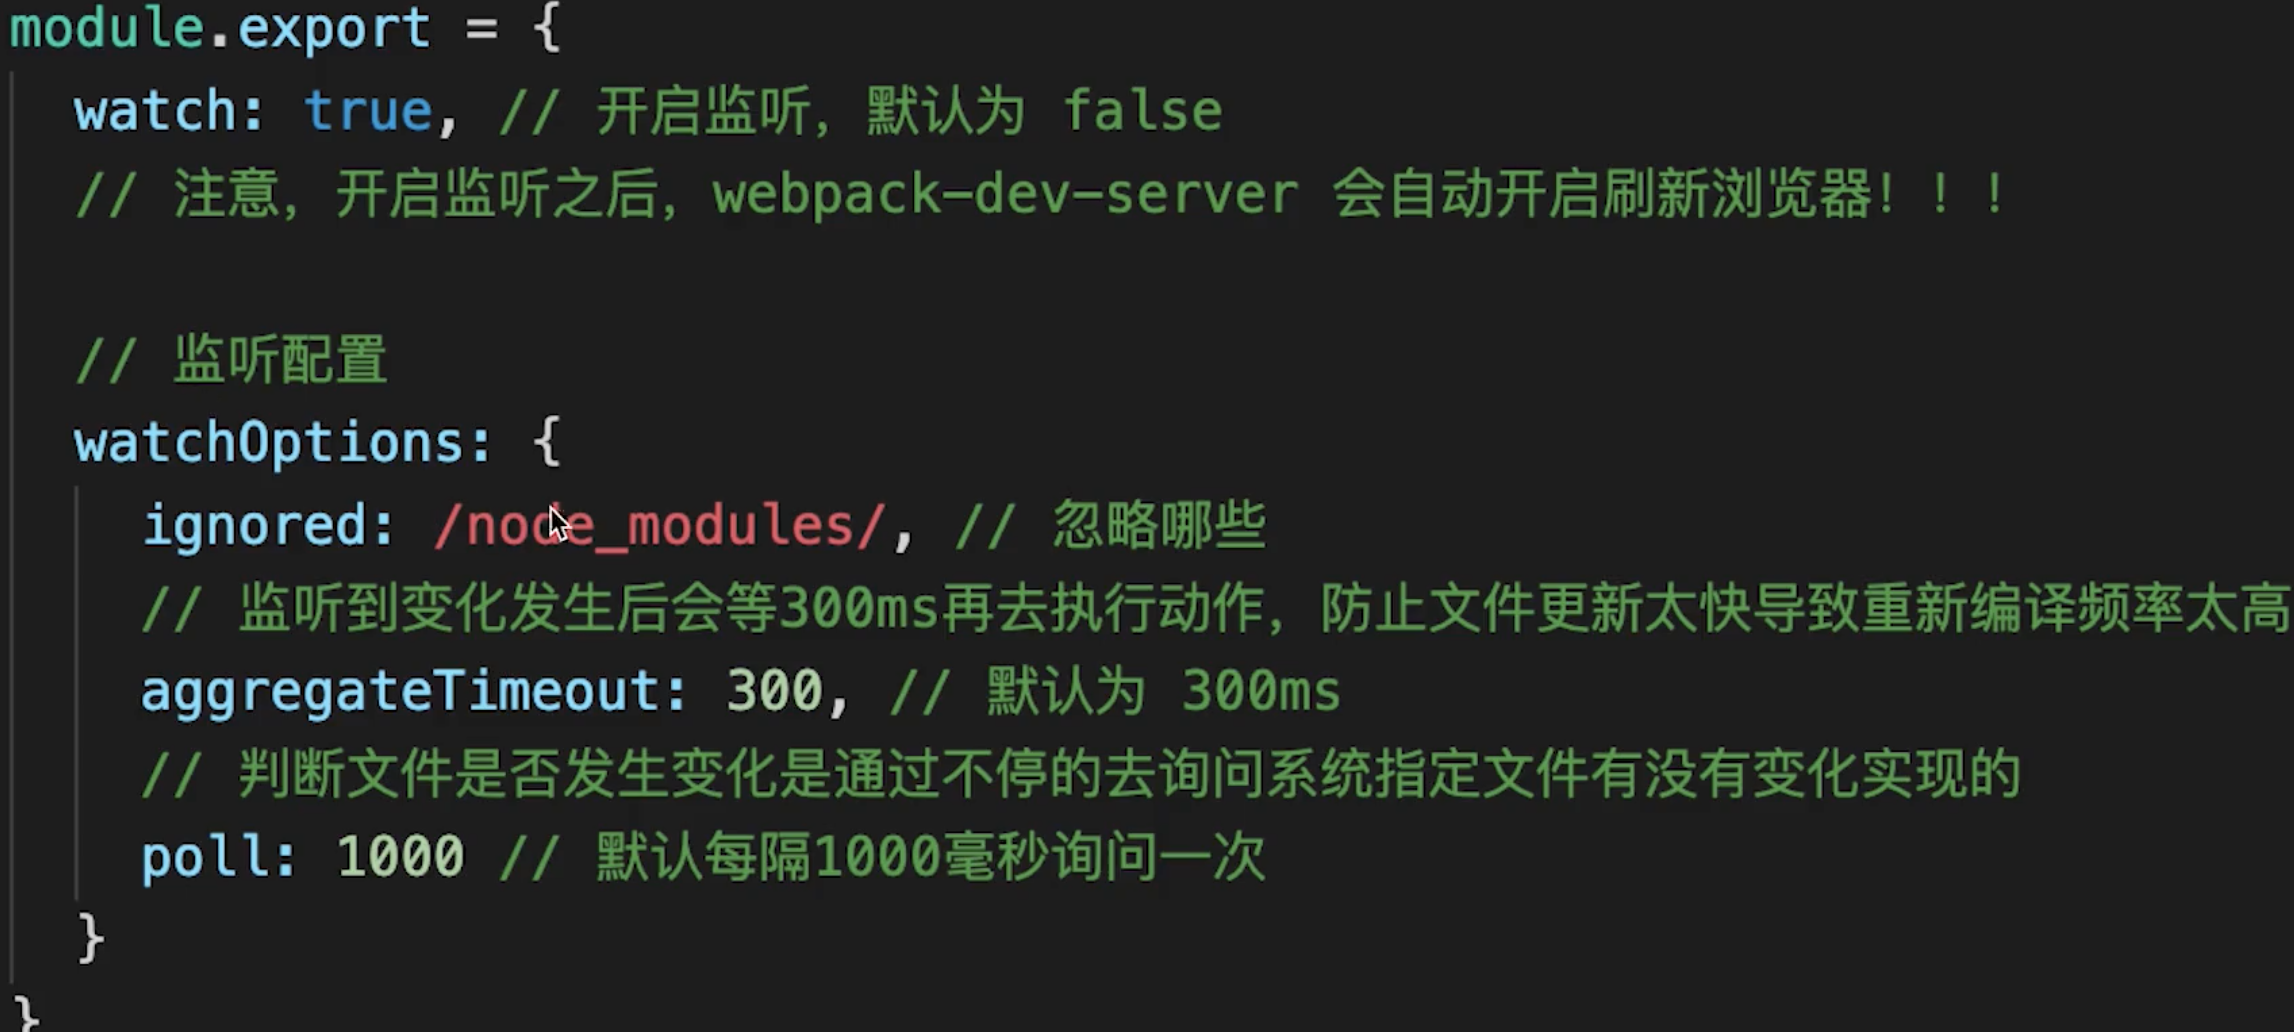 module.export = {
watch: true, // 开启监听，默认为 false
// 注意，开启监听之后，webpack-dev-server 会自动开启刷新浏览器！！！
// 监听配置
watchOptions: {
ignored: /node_modules/, // 忽略哪些
// 监听到变化发生后会等300ms再去执行动作，防止文件更新太快导致重新编译频率太高
aggregateTimeout: 300, // 默认为 300ms
// 判断文件是否发生变化是通过不停的去询问系统指定文件有没有变化实现的
poll: 1000 // 默认每隔1000毫秒询问一次
}
}